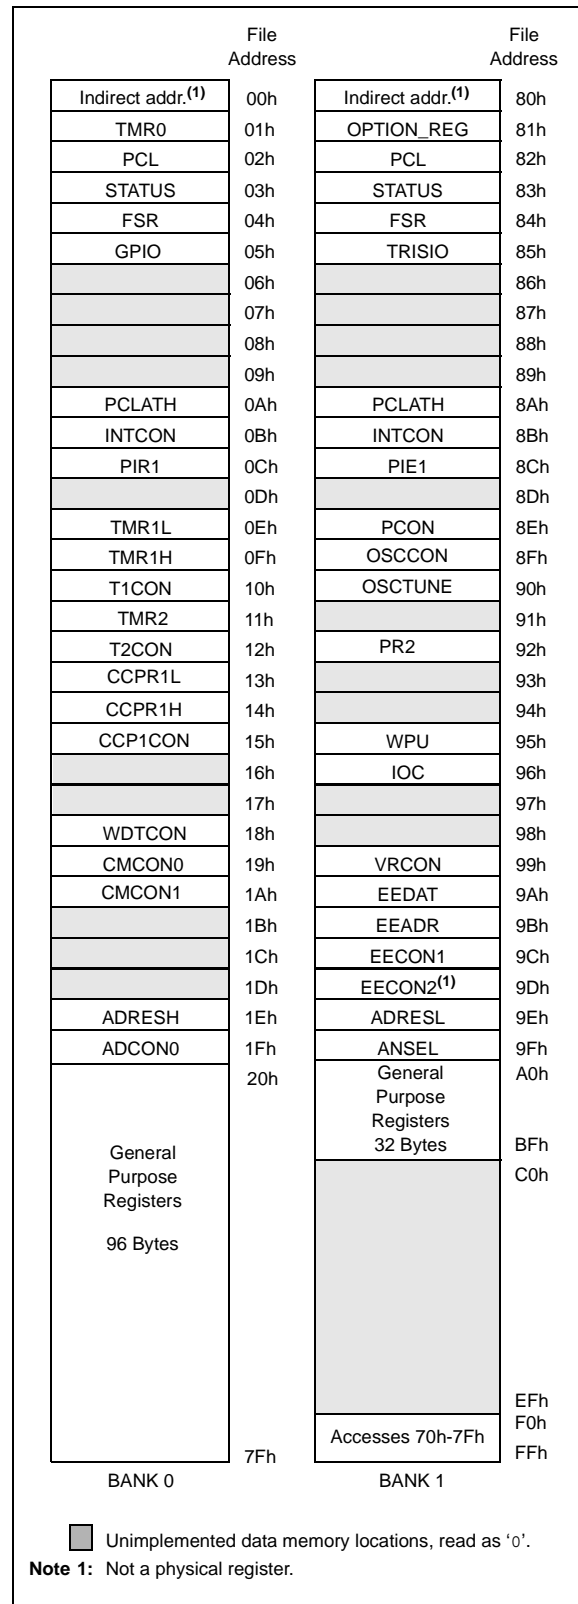 File Address File Address
Indirect addr.(1) 00h Indirect addr.(1) 80h
TMR0 01h OPTION_REG 81h
PCL 02h PCL 82h
STATUS 03h STATUS 83h
FSR 04h FSR 84h
GPIO 05h TRISIO 85h
06h 86h
07h 87h
08h 88h
09h 89h
PCLATH 0Ah PCLATH 8Ah
INTCON 0Bh INTCON 8Bh
PIR1 0Ch PIE1 8Ch
0Dh 8Dh
TMR1L 0Eh PCON 8Eh
TMR1H 0Fh OSCCON 8Fh
T1CON 10h OSCTUNE 90h
TMR2 11h 91h
T2CON 12h PR2 92h
CCPR1L 13h 93h
CCPR1H 14h 94h
CCP1CON 15h WPU 95h
16h IOC 96h
17h 97h
WDTCON 18h 98h
CMCON0 19h VRCON 99h
CMCON1 1Ah EEDAT 9Ah
1Bh EEADR 9Bh
1Ch EECON1 9Ch
1Dh EECON2(1) 9Dh
ADRESH 1Eh ADRESL 9Eh
ADCON0 1Fh ANSEL 9Fh
20h General A0h
Purpose
Registers
32 Bytes BFh
General
Purpose
Registers
96 Bytes
C0h
EFh
F0h
Accesses 70h-7Fh
7Fh FFh
BANK 0 BANK 1
Unimplemented data memory locations, read as ‘0’.
Note 1: Not a physical register.